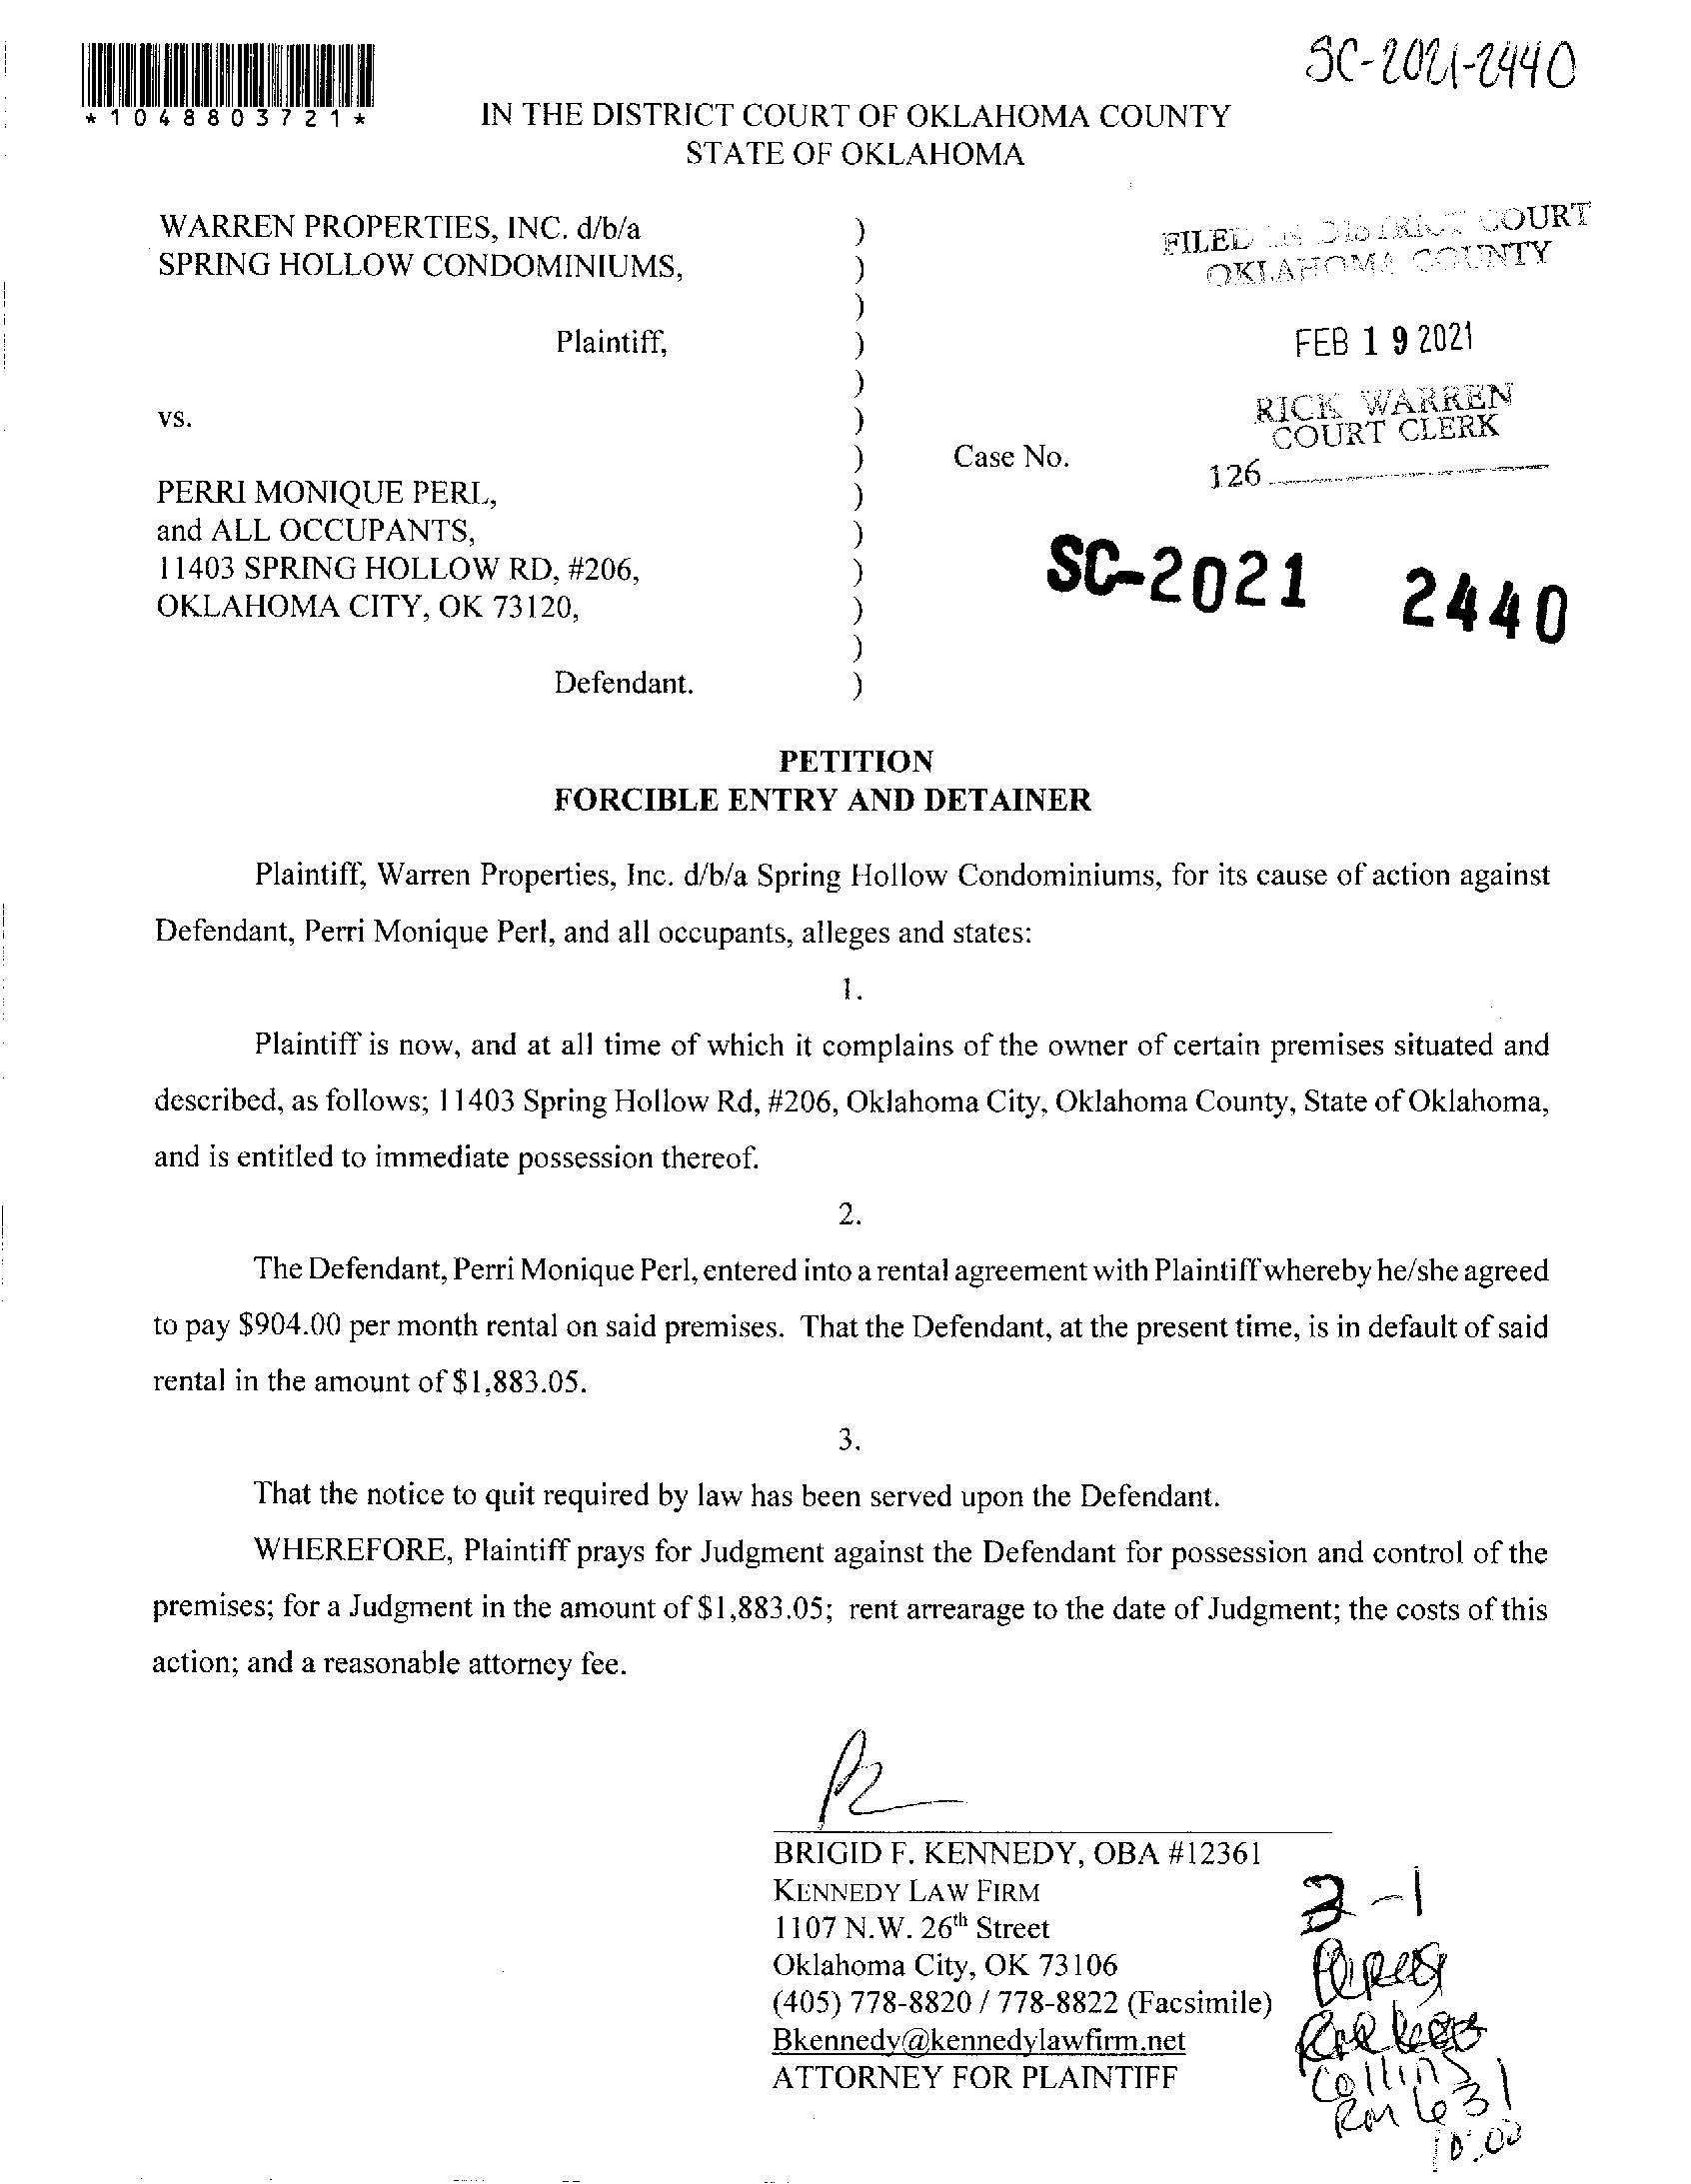 SC-2021-2440
*1048803721*
IN THE DISTRICT COURT OF OKLAHOMA COUNTY
STATE OF OKLAHOMA
WARREN PROPERTIES, INC. d/b/a )
SPRING HOLLOW CONDOMINIUMS, )
)
Plaintiff, )
)
vs. )
) Case No.
PERRI MONIQUE PERL, )
and ALL OCCUPANTS, )
11403 SPRING HOLLOW RD, #206, )
OKLAHOMA CITY, OK 73120, )
)
Defendant. )
FILED IN DISTRICT COURT
OKLAHOMA COUNTY
FEB 19 2021
RICK WARREN
COURT CLERK
126
SC-2021 2440
PETITION
FORCIBLE ENTRY AND DETAINER
Plaintiff, Warren Properties, Inc. d/b/a Spring Hollow Condominiums, for its cause of action against
Defendant, Perri Monique Perl, and all occupants, alleges and states:
1.
Plaintiff is now, and at all time of which it complains of the owner of certain premises situated and
described, as follows; 11403 Spring Hollow Rd, #206, Oklahoma City, Oklahoma County, State of Oklahoma,
and is entitled to immediate possession thereof.
2.
The Defendant, Perri Monique Perl, entered into a rental agreement with Plaintiff whereby he/she agreed
to pay $904.00 per month rental on said premises. That the Defendant, at the present time, is in default of said
rental in the amount of $1,883.05.
3.
That the notice to quit required by law has been served upon the Defendant.
WHEREFORE, Plaintiff prays for Judgment against the Defendant for possession and control of the
premises; for a Judgment in the amount of $1,883.05; rent arrearage to the date of Judgment; the costs of this
action; and a reasonable attorney fee.
BRIGID F. KENNEDY, OBA #12361
KENNEDY LAW FIRM
1107 N.W. 26th Street
Oklahoma City, OK 73106
(405) 778-8820 / 778-8822 (Facsimile)
Bkennedy@kennedylawfirm.net
ATTORNEY FOR PLAINTIFF
3-1
Collins
Rm 631
10:00